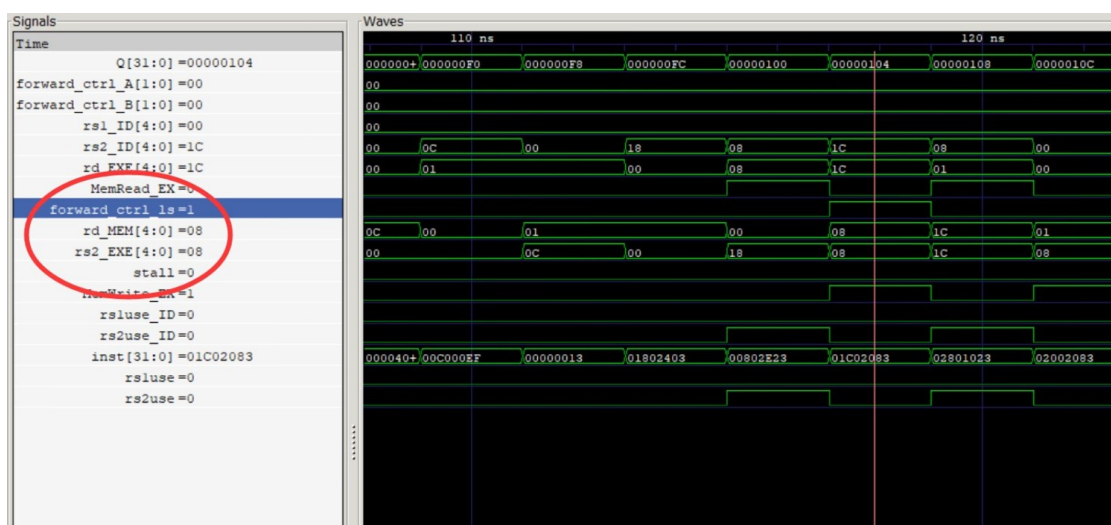 Signals
Waves
Time
110 ns
120 ns
Q[31:0] =00000104
000000+ 000000F0 000000F8 000000FC 00000100 00000104 00000108 0000010C
forward_ctrl_A[1:0] =00
00
forward_ctrl_B[1:0] =00
00
rs1_ID[4:0] =00
00
rs2_ID[4:0] =1C
00 0C 00 18 08 1C 08 00
rd_EXE[4:0] =1C
00 01 00 08 1C 01 00
MemRead_EX =0
forward_ctrl_ls =1
rd_MEM[4:0] =08
0C 00 01 00 08 1C 01
rs2_EXE[4:0] =08
00 0C 00 18 08 1C 08
stall =0
MemWrite_EX =1
rs1use_ID =0
rs2use_ID =0
inst[31:0] =01C02083
000040+ 00C000EF 00000013 01802403 00802E23 01C02083 02801023 02002083
rs1use =0
rs2use =0